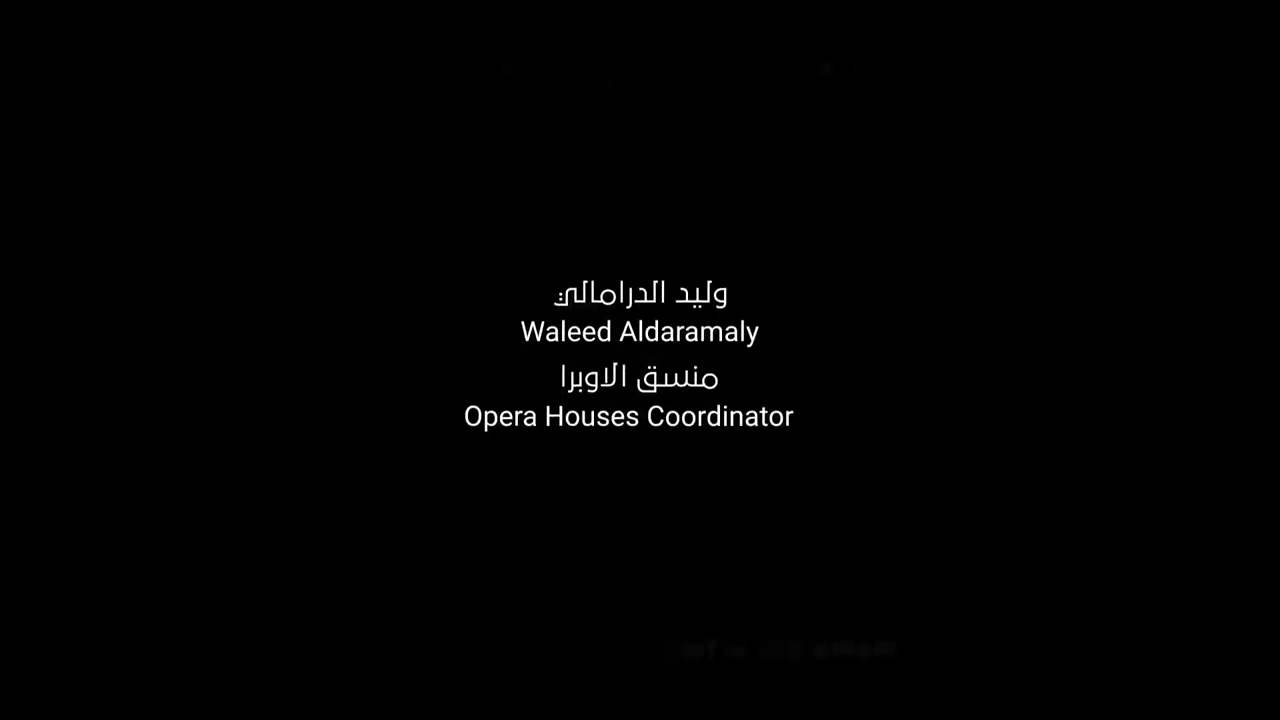 وليد الدرامالي
Waleed Aldaramaly
منسق الاوبرا
Opera Houses Coordinator